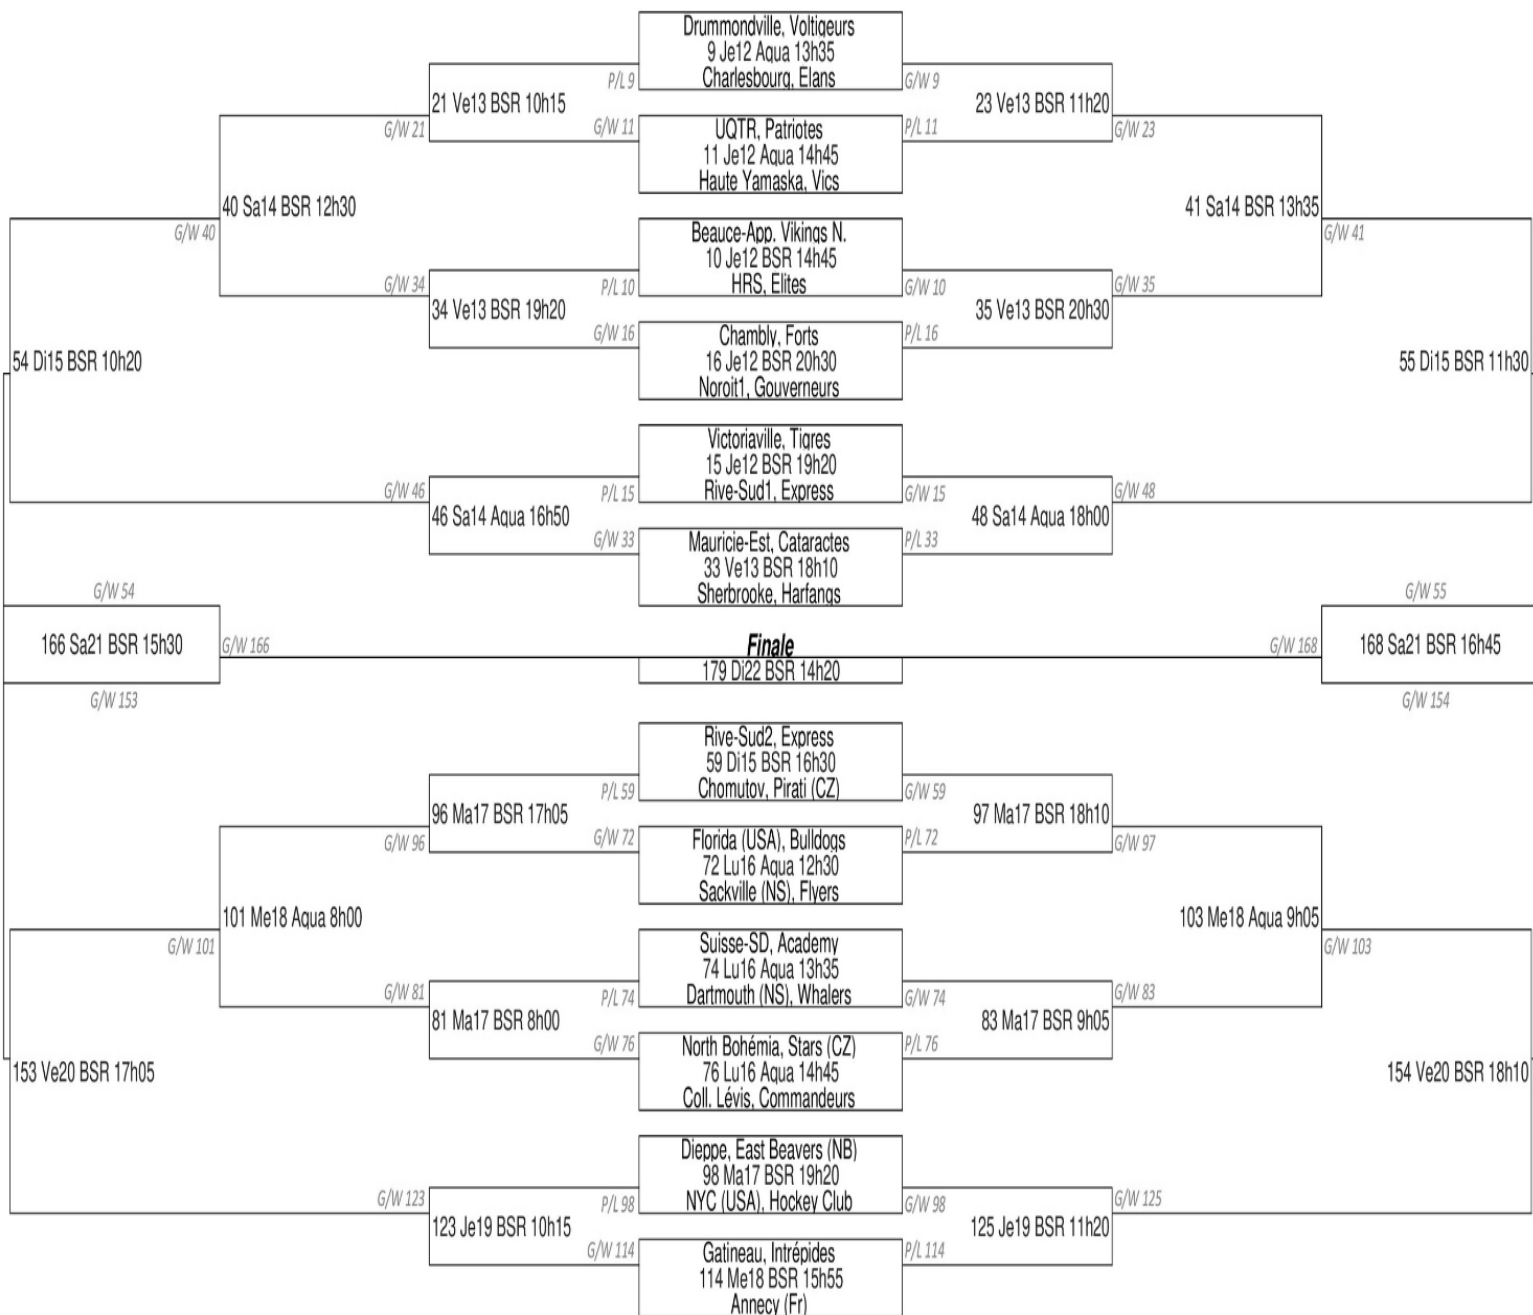 Drummondville, Voltigeurs
9 Je12 Aqua 13h35
Charlesbourg, Elans
P/L 9
G/W 9
21 Ve13 BSR 10h15
23 Ve13 BSR 11h20
G/W 21
G/W 11
UQTR, Patriotes
P/L 11
G/W 23
11 Je12 Aqua 14h45
Haute Yamaska, Vics
40 Sa14 BSR 12h30
41 Sa14 BSR 13h35
G/W 40
Beauce-App. Vikings N.
G/W 41
10 Je12 BSR 14h45
HRS, Elites
G/W 34
P/L 10
G/W 10
G/W 35
34 Ve13 BSR 19h20
35 Ve13 BSR 20h30
G/W 16
Chambly, Forts
P/L 16
16 Je12 BSR 20h30
Noroit1, Gouverneurs
54 Di15 BSR 10h20
55 Di15 BSR 11h30
Victoriaville, Tigres
15 Je12 BSR 19h20
Rive-Sud1, Express
G/W 46
P/L 15
G/W 15
G/W 48
46 Sa14 Aqua 16h50
48 Sa14 Aqua 18h00
G/W 33
Mauricie-Est, Cataractes
P/L 33
33 Ve13 BSR 18h10
Sherbrooke, Harfangs
G/W 54
G/W 55
166 Sa21 BSR 15h30
G/W 166
Finale
G/W 168
168 Sa21 BSR 16h45
179 Di22 BSR 14h20
G/W 153
G/W 154
Rive-Sud2, Express
59 Di15 BSR 16h30
Chomutov, Pirati (CZ)
P/L 59
G/W 59
96 Ma17 BSR 17h05
97 Ma17 BSR 18h10
G/W 96
G/W 72
Florida (USA), Bulldogs
P/L 72
G/W 97
72 Lu16 Aqua 12h30
Sackville (NS), Flyers
101 Me18 Aqua 8h00
103 Me18 Aqua 9h05
G/W 101
Suisse-SD, Academy
G/W 103
74 Lu16 Aqua 13h35
Dartmouth (NS), Whalers
G/W 81
P/L 74
G/W 74
G/W 83
81 Ma17 BSR 8h00
83 Ma17 BSR 9h05
G/W 76
North Bohémia, Stars (CZ)
P/L 76
76 Lu16 Aqua 14h45
Coll. Lévis, Commandeurs
153 Ve20 BSR 17h05
154 Ve20 BSR 18h10
Dieppe, East Beavers (NB)
98 Ma17 BSR 19h20
NYC (USA), Hockey Club
G/W 123
P/L 98
G/W 98
G/W 125
123 Je19 BSR 10h15
125 Je19 BSR 11h20
G/W 114
Gatineau, Intrépides
P/L 114
114 Me18 BSR 15h55
Annecy (Fr)